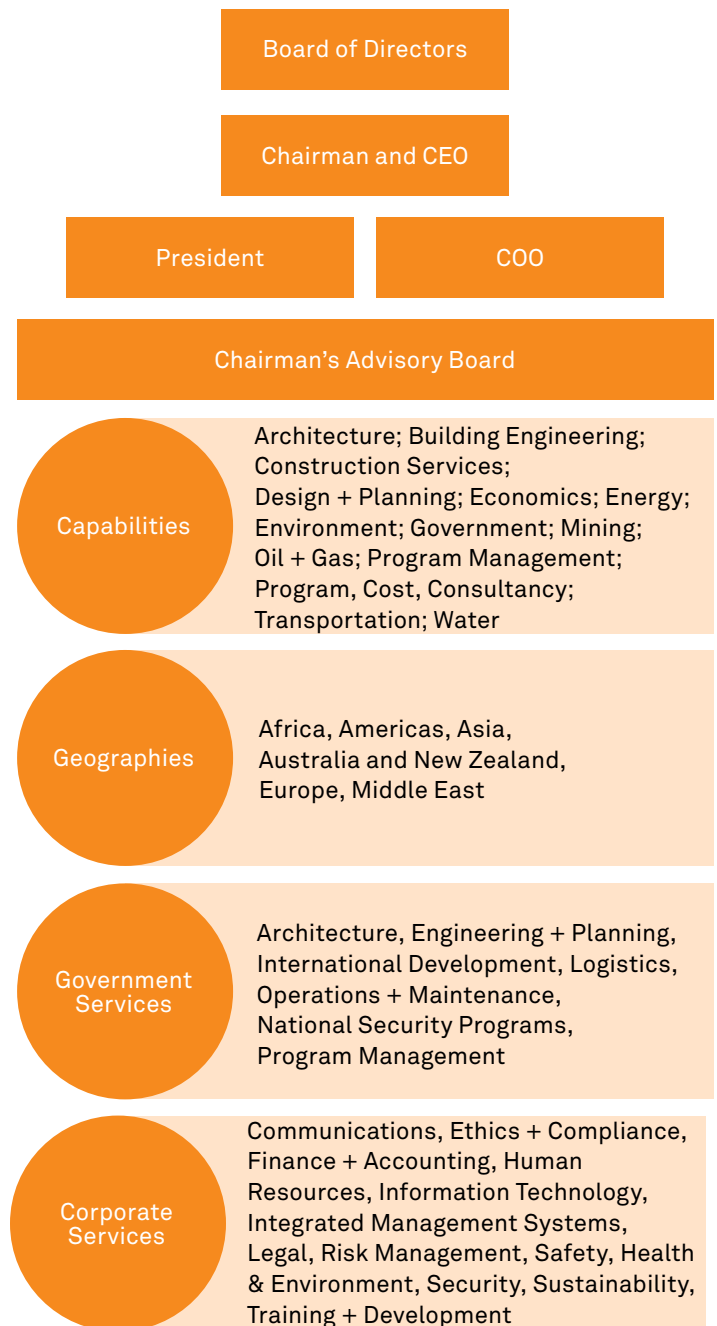 Board of Directors
Chairman and CEO
President
COO
Chairman’s Advisory Board
Capabilities
Architecture; Building Engineering;
Construction Services;
Design + Planning; Economics; Energy;
Environment; Government; Mining;
Oil + Gas; Program Management;
Program, Cost, Consultancy;
Transportation; Water
Geographies
Africa, Americas, Asia,
Australia and New Zealand,
Europe, Middle East
Government
Services
Architecture, Engineering + Planning,
International Development, Logistics,
Operations + Maintenance,
National Security Programs,
Program Management
Corporate
Services
Communications, Ethics + Compliance,
Finance + Accounting, Human
Resources, Information Technology,
Integrated Management Systems,
Legal, Risk Management, Safety, Health
& Environment, Security, Sustainability,
Training + Development